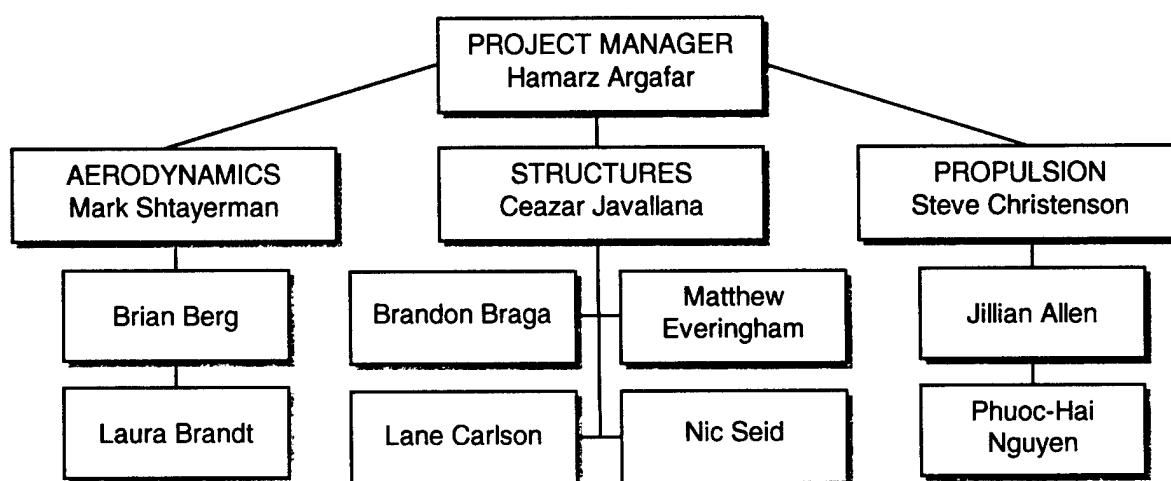 PROJECT MANAGER
Hamarz Argafar
AERODYNAMICS
Mark Shtayerman
STRUCTURES
Ceazar Javallana
PROPULSION
Steve Christenson
Brian Berg
Brandon Braga
Matthew
Everingham
Jillian Allen
Laura Brandt
Lane Carlson
Nic Seid
Phuoc-Hai
Nguyen